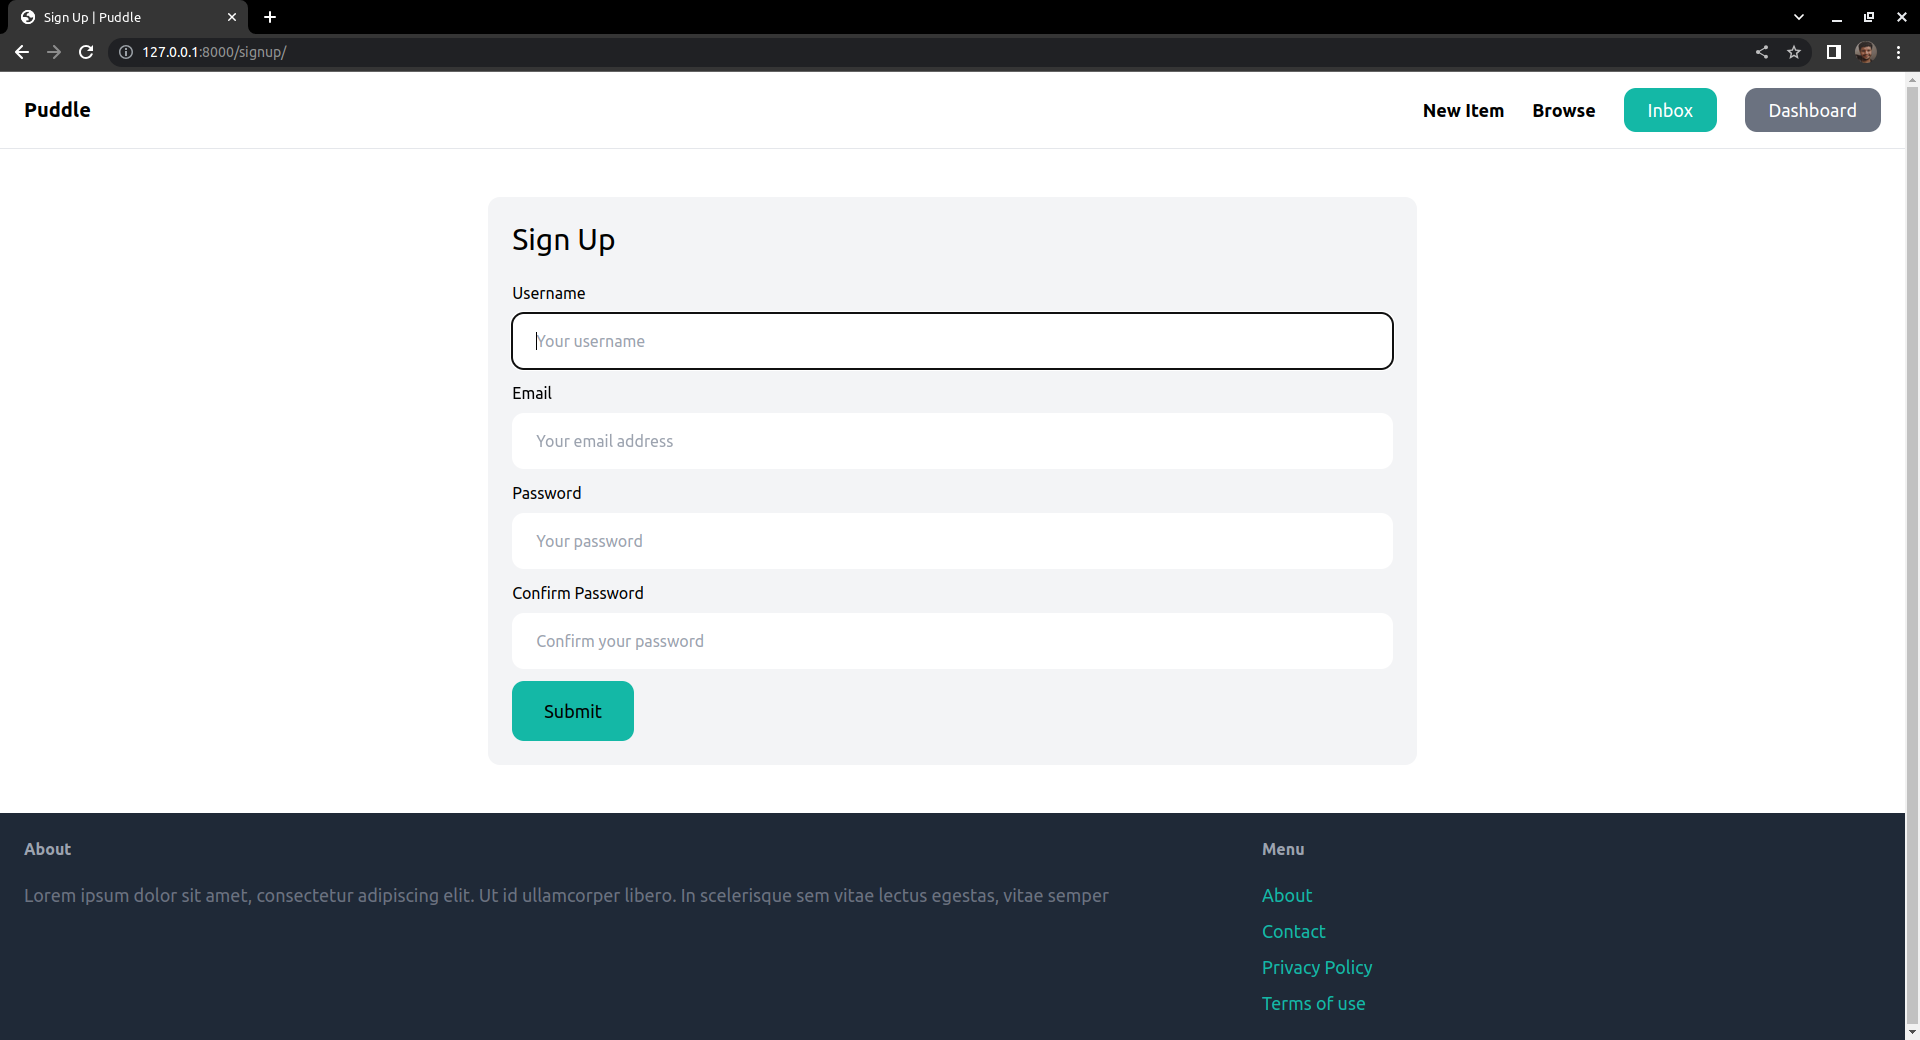 Sign Up | Puddle
127.0.0.1:8000/signup/
Puddle
New Item Browse Inbox Dashboard
Sign Up
Username
Your username
Email
Your email address
Password
Your password
Confirm Password
Confirm your password
Submit
About
Lorem ipsum dolor sit amet, consectetur adipiscing elit. Ut id ullamcorper libero. In scelerisque sem vitae lectus egestas, vitae semper
Menu
About
Contact
Privacy Policy
Terms of use